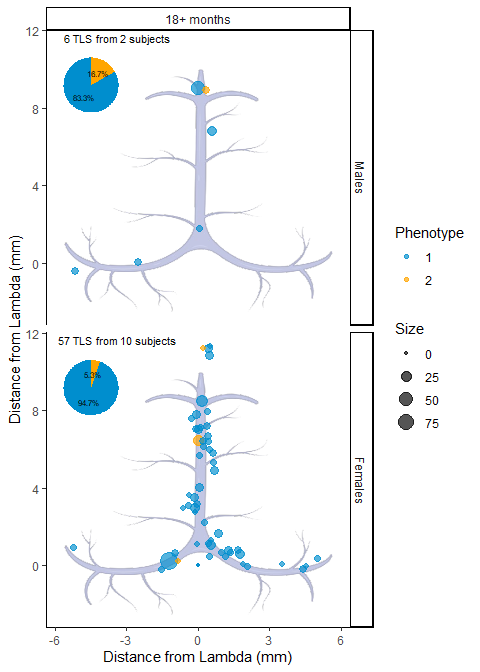 18+ months
6 TLS from 2 subjects
16.7%
83.3%
12
8
4
0
Males
57 TLS from 10 subjects
5.3%
94.7%
12
8
4
0
Females
-6
-3
0
3
6
Distance from Lambda (mm)
Distance from Lambda (mm)
Phenotype
1
2
Size
0
25
50
75